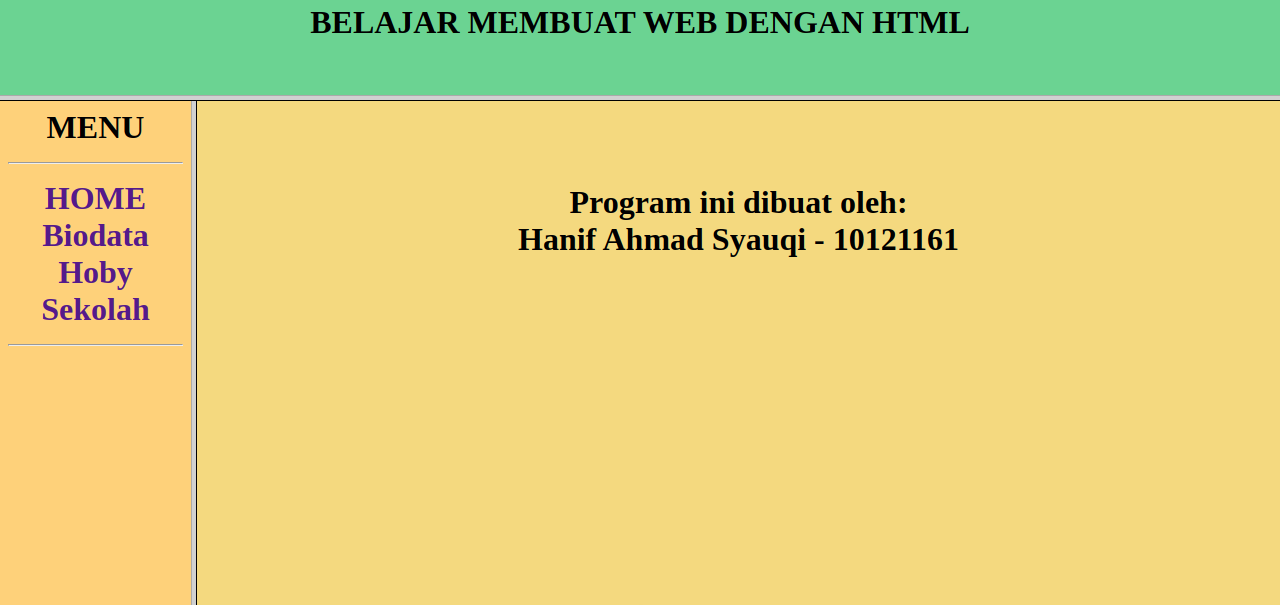 BELAJAR MEMBUAT WEB DENGAN HTML
MENU
HOME
Biodata
Hoby
Sekolah
Program ini dibuat oleh:
Hanif Ahmad Syauqi - 10121161